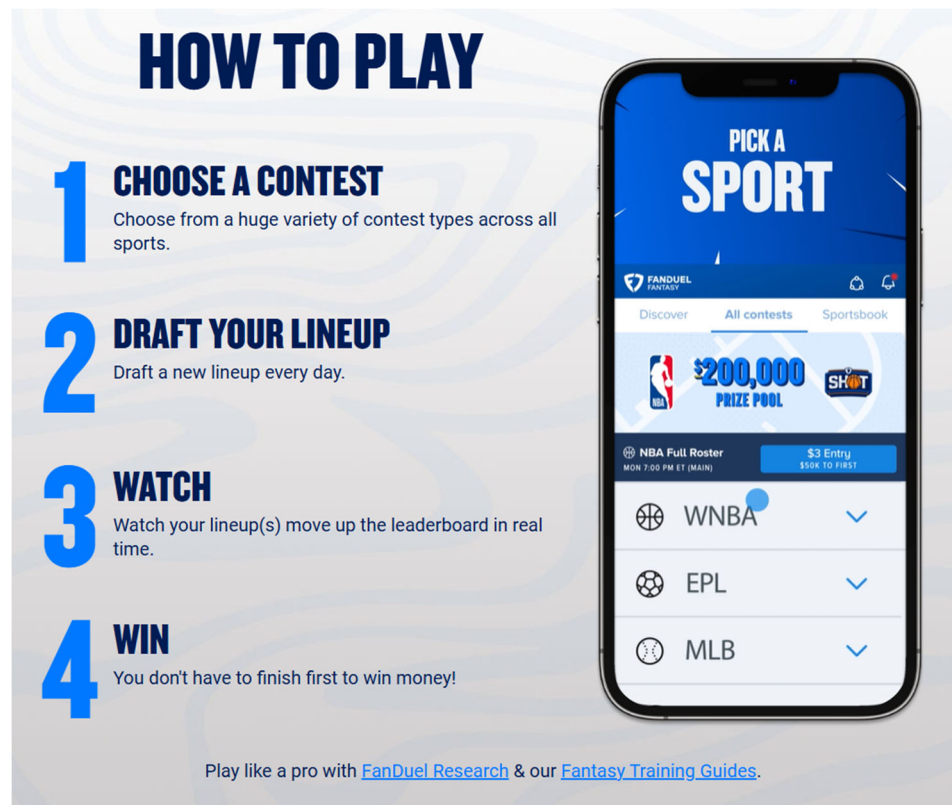 HOW TO PLAY
1
CHOOSE A CONTEST
Choose from a huge variety of contest types across all
sports.
2
DRAFT YOUR LINEUP
Draft a new lineup every day.
3
WATCH
Watch your lineup(s) move up the leaderboard in real
time.
4
WIN
You don't have to finish first to win money!
PICK A
SPORT
FANDUEL
FANTASY
Discover All contests Sportsbook
NBA
$200,000
PRIZE POOL
SHOT
NBA Full Roster
MON 7:00 PM ET (MAIN)
$3 Entry
$50K TO FIRST
WNBA
EPL
MLB
Play like a pro with FanDuel Research & our Fantasy Training Guides.